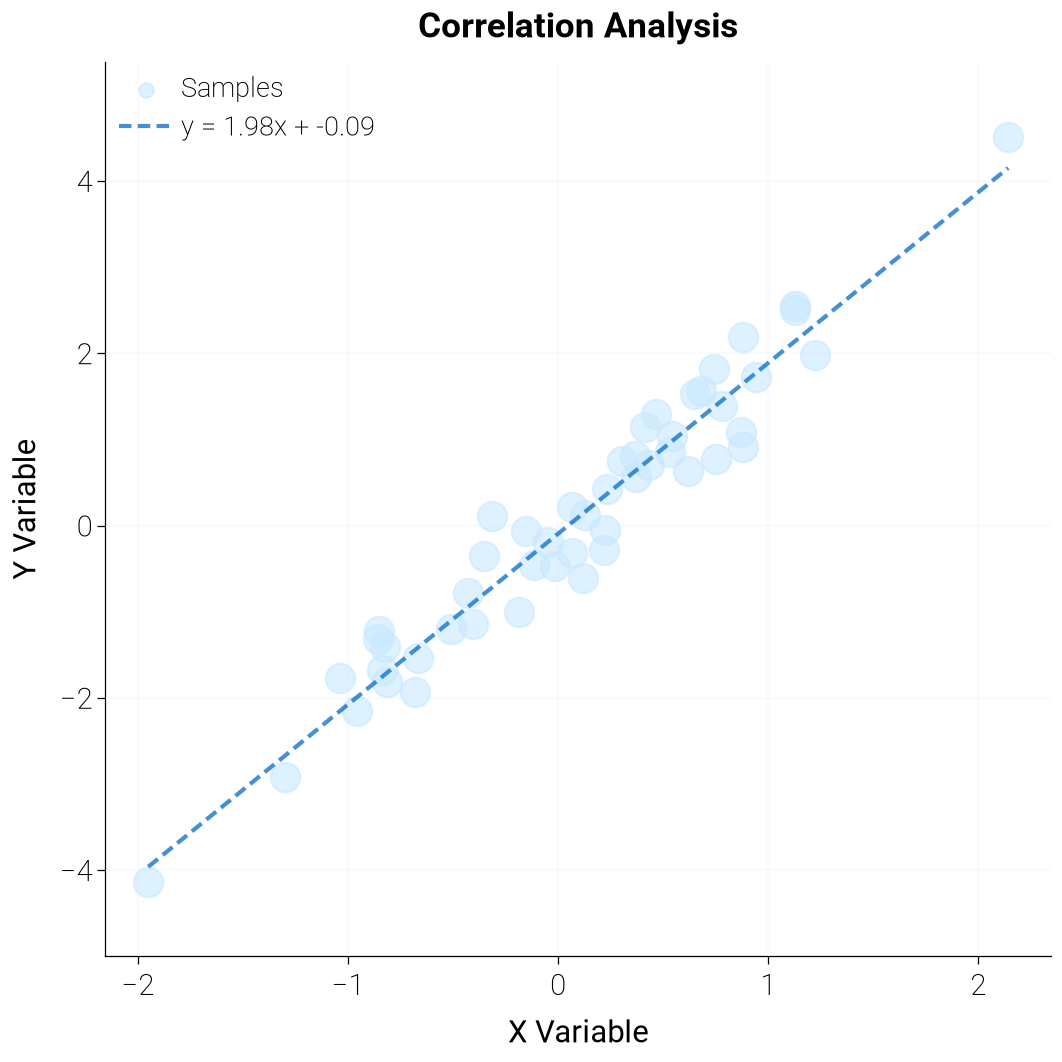 Correlation Analysis
Samples
y = 1.98x + -0.09
Y Variable
4
2
0
−2
−4
−2
−1
0
1
2
X Variable